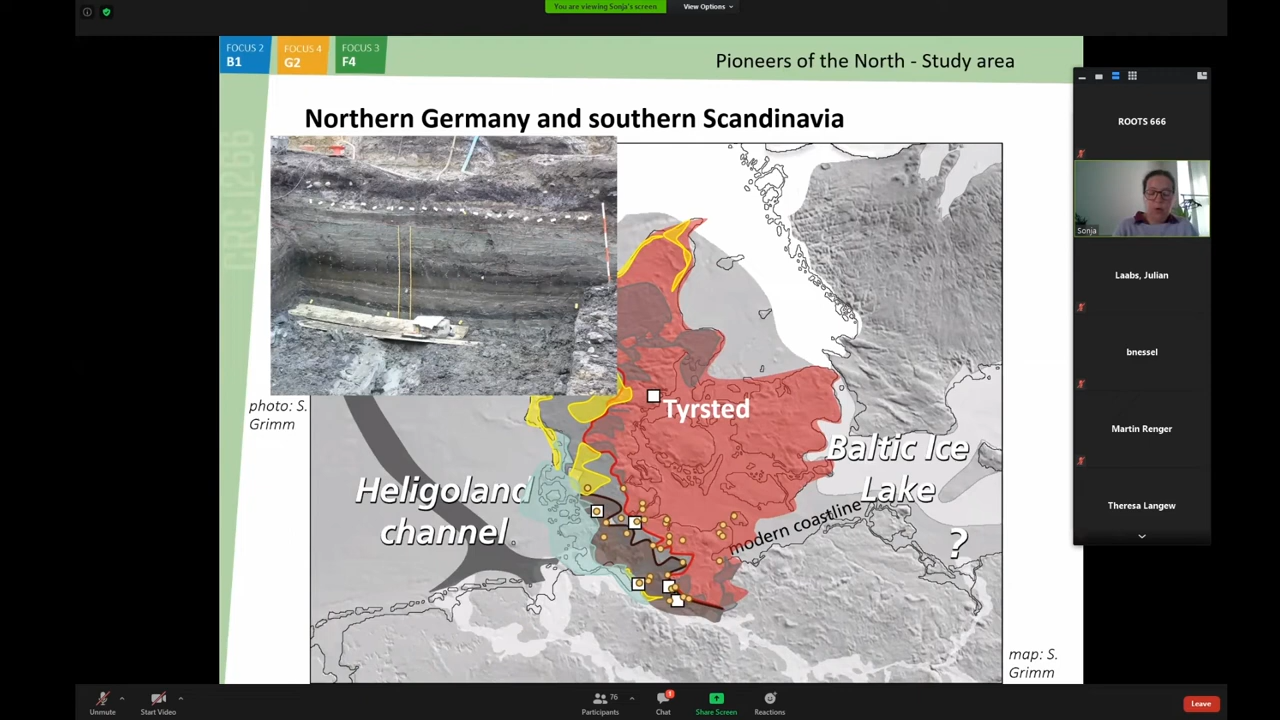 You are viewing Sonja's screen
View Options
FOCUS 2
B1
FOCUS 4
G2
FOCUS 3
F4
Pioneers of the North - Study area
CRC 1266
Northern Germany and southern Scandinavia
photo: S.
Grimm
Tyrsted
Heligoland
channel
Baltic Ice
Lake
modern coastline
?
map: S.
Grimm
ROOTS 666
Sonja
Laabs, Julian
bnessel
Martin Renger
Theresa Langew
Unmute
Start Video
76
Participants
1
Chat
Share Screen
Reactions
Leave